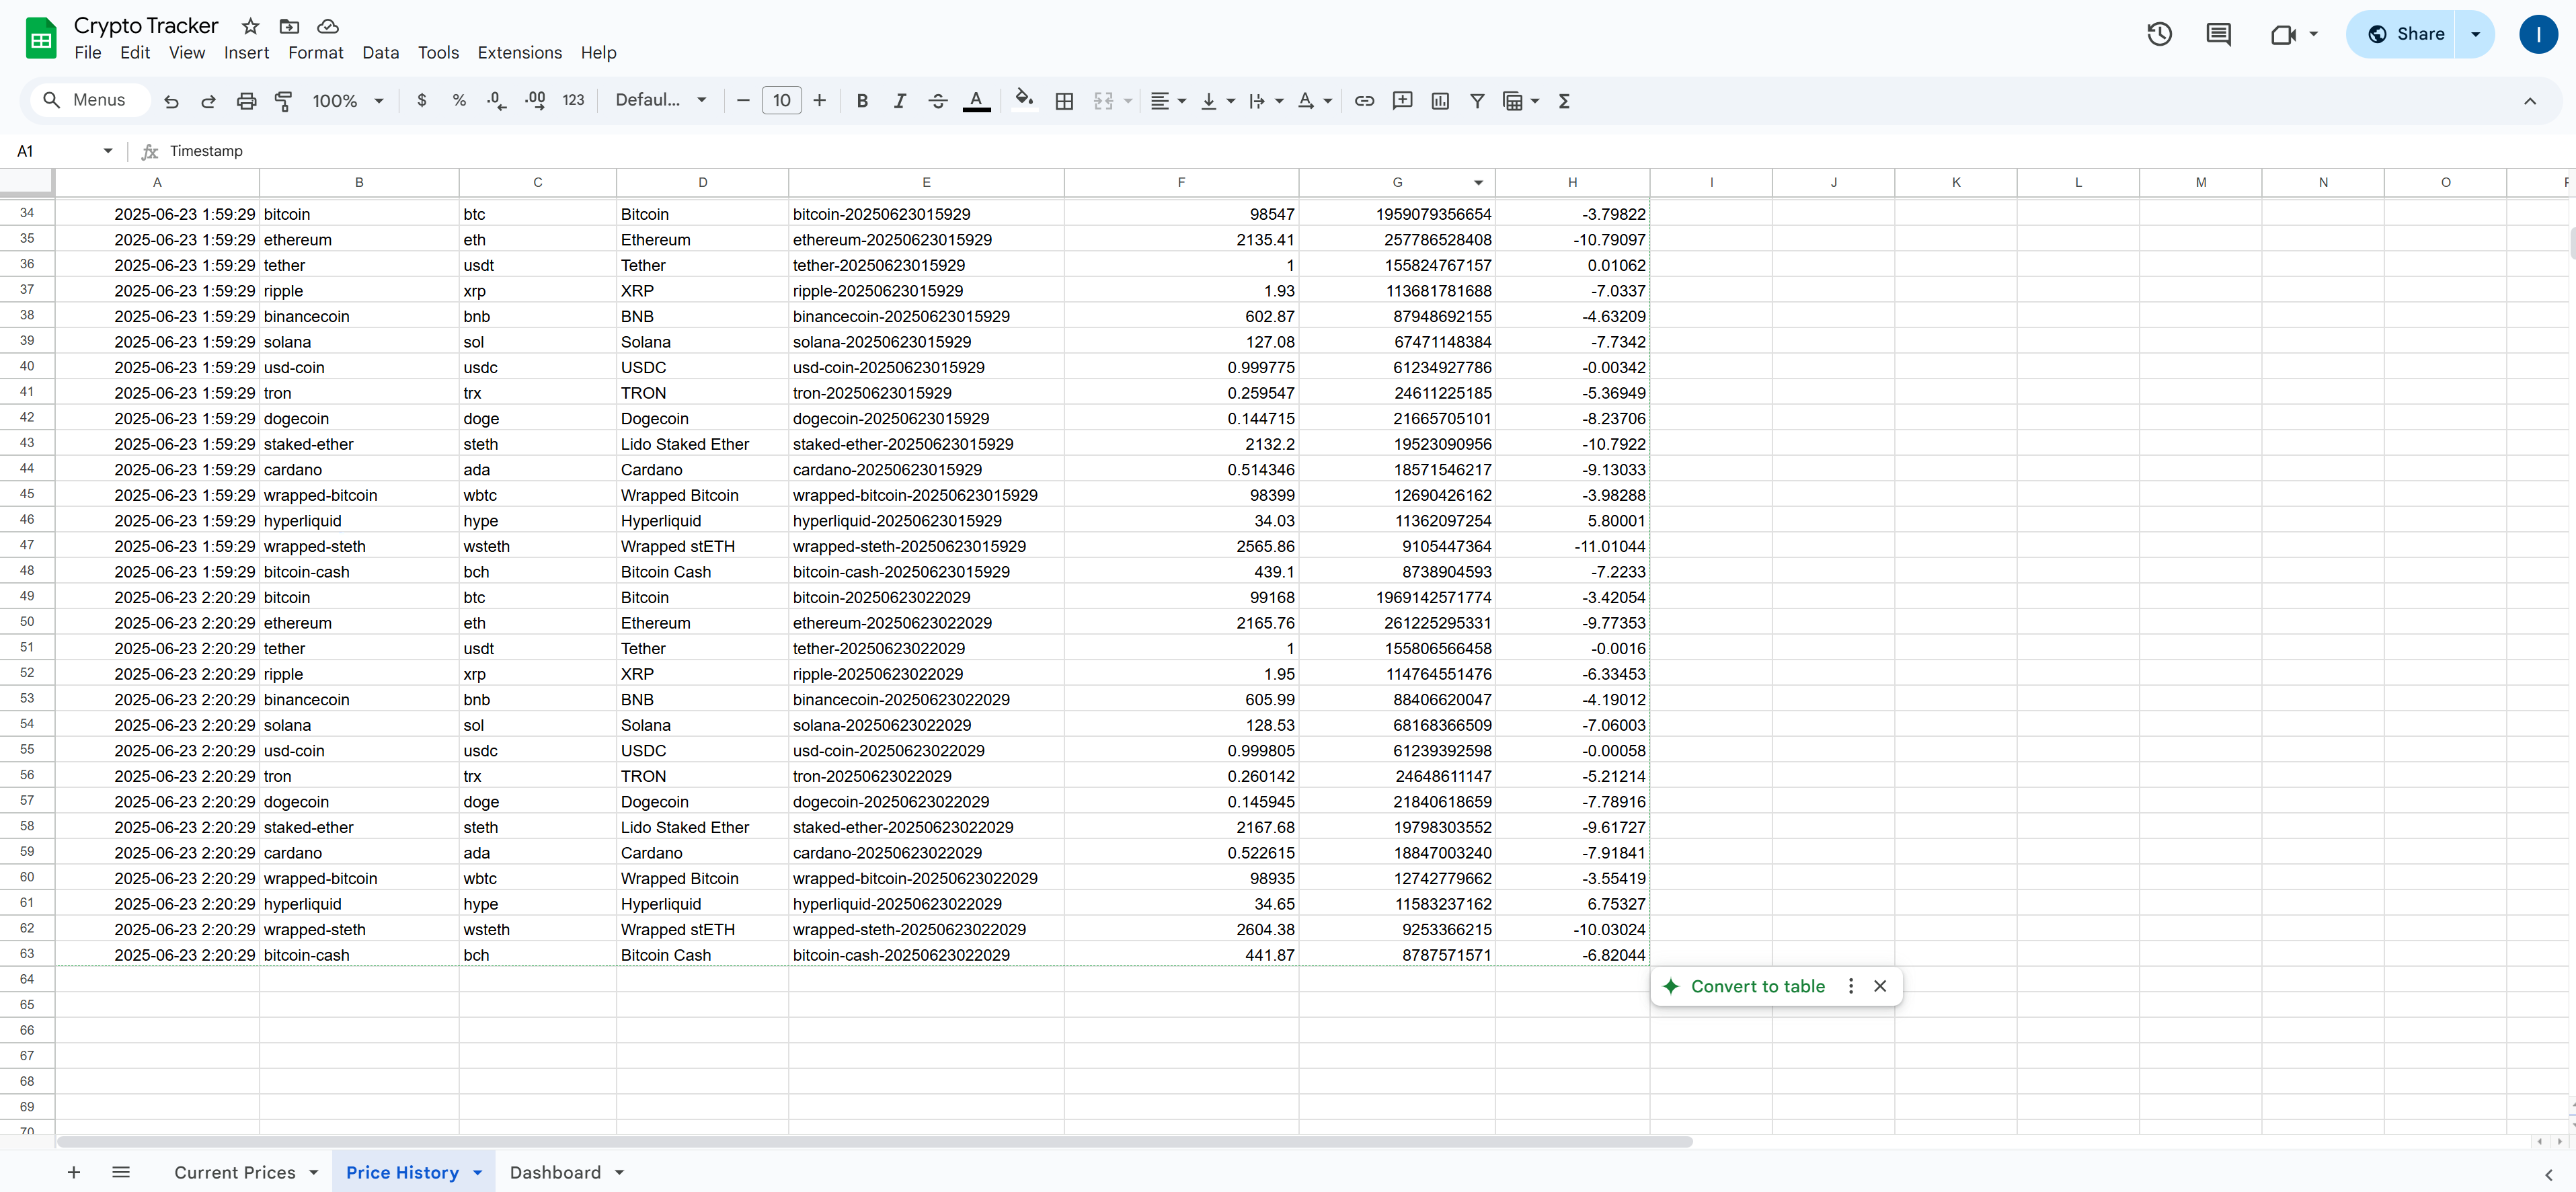 Crypto Tracker
File Edit View Insert Format Data Tools Extensions Help
Share
I
Menus 100% $ % .0 .00 123 Defaul... 10 B I A
A1 fx Timestamp
A B C D E F G H I J K L M N O
34 2025-06-23 1:59:29 bitcoin btc Bitcoin bitcoin-20250623015929 98547 1959079356654 -3.79822
35 2025-06-23 1:59:29 ethereum eth Ethereum ethereum-20250623015929 2135.41 257786528408 -10.79097
36 2025-06-23 1:59:29 tether usdt Tether tether-20250623015929 1 155824767157 0.01062
37 2025-06-23 1:59:29 ripple xrp XRP ripple-20250623015929 1.93 113681781688 -7.0337
38 2025-06-23 1:59:29 binancecoin bnb BNB binancecoin-20250623015929 602.87 87948692155 -4.63209
39 2025-06-23 1:59:29 solana sol Solana solana-20250623015929 127.08 67471148384 -7.7342
40 2025-06-23 1:59:29 usd-coin usdc USDC usd-coin-20250623015929 0.999775 61234927786 -0.00342
41 2025-06-23 1:59:29 tron trx TRON tron-20250623015929 0.259547 24611225185 -5.36949
42 2025-06-23 1:59:29 dogecoin doge Dogecoin dogecoin-20250623015929 0.144715 21665705101 -8.23706
43 2025-06-23 1:59:29 staked-ether steth Lido Staked Ether staked-ether-20250623015929 2132.2 19523090956 -10.7922
44 2025-06-23 1:59:29 cardano ada Cardano cardano-20250623015929 0.514346 18571546217 -9.13033
45 2025-06-23 1:59:29 wrapped-bitcoin wbtc Wrapped Bitcoin wrapped-bitcoin-20250623015929 98399 12690426162 -3.98288
46 2025-06-23 1:59:29 hyperliquid hype Hyperliquid hyperliquid-20250623015929 34.03 11362097254 5.80001
47 2025-06-23 1:59:29 wrapped-steth wsteth Wrapped stETH wrapped-steth-20250623015929 2565.86 9105447364 -11.01044
48 2025-06-23 1:59:29 bitcoin-cash bch Bitcoin Cash bitcoin-cash-20250623015929 439.1 8738904593 -7.2233
49 2025-06-23 2:20:29 bitcoin btc Bitcoin bitcoin-20250623022029 99168 1969142571774 -3.42054
50 2025-06-23 2:20:29 ethereum eth Ethereum ethereum-20250623022029 2165.76 261225295331 -9.77353
51 2025-06-23 2:20:29 tether usdt Tether tether-20250623022029 1 155806566458 -0.0016
52 2025-06-23 2:20:29 ripple xrp XRP ripple-20250623022029 1.95 114764551476 -6.33453
53 2025-06-23 2:20:29 binancecoin bnb BNB binancecoin-20250623022029 605.99 88406620047 -4.19012
54 2025-06-23 2:20:29 solana sol Solana solana-20250623022029 128.53 68168366509 -7.06003
55 2025-06-23 2:20:29 usd-coin usdc USDC usd-coin-20250623022029 0.999805 61239392598 -0.00058
56 2025-06-23 2:20:29 tron trx TRON tron-20250623022029 0.260142 24648611147 -5.21214
57 2025-06-23 2:20:29 dogecoin doge Dogecoin dogecoin-20250623022029 0.145945 21840618659 -7.78916
58 2025-06-23 2:20:29 staked-ether steth Lido Staked Ether staked-ether-20250623022029 2167.68 19798303552 -9.61727
59 2025-06-23 2:20:29 cardano ada Cardano cardano-20250623022029 0.522615 18847003240 -7.91841
60 2025-06-23 2:20:29 wrapped-bitcoin wbtc Wrapped Bitcoin wrapped-bitcoin-20250623022029 98935 12742779662 -3.55419
61 2025-06-23 2:20:29 hyperliquid hype Hyperliquid hyperliquid-20250623022029 34.65 11583237162 6.75327
62 2025-06-23 2:20:29 wrapped-steth wsteth Wrapped stETH wrapped-steth-20250623022029 2604.38 9253366215 -10.03024
63 2025-06-23 2:20:29 bitcoin-cash bch Bitcoin Cash bitcoin-cash-20250623022029 441.87 8787571571 -6.82044
64 Convert to table
65
66
67
68
69
70
Current Prices Price History Dashboard